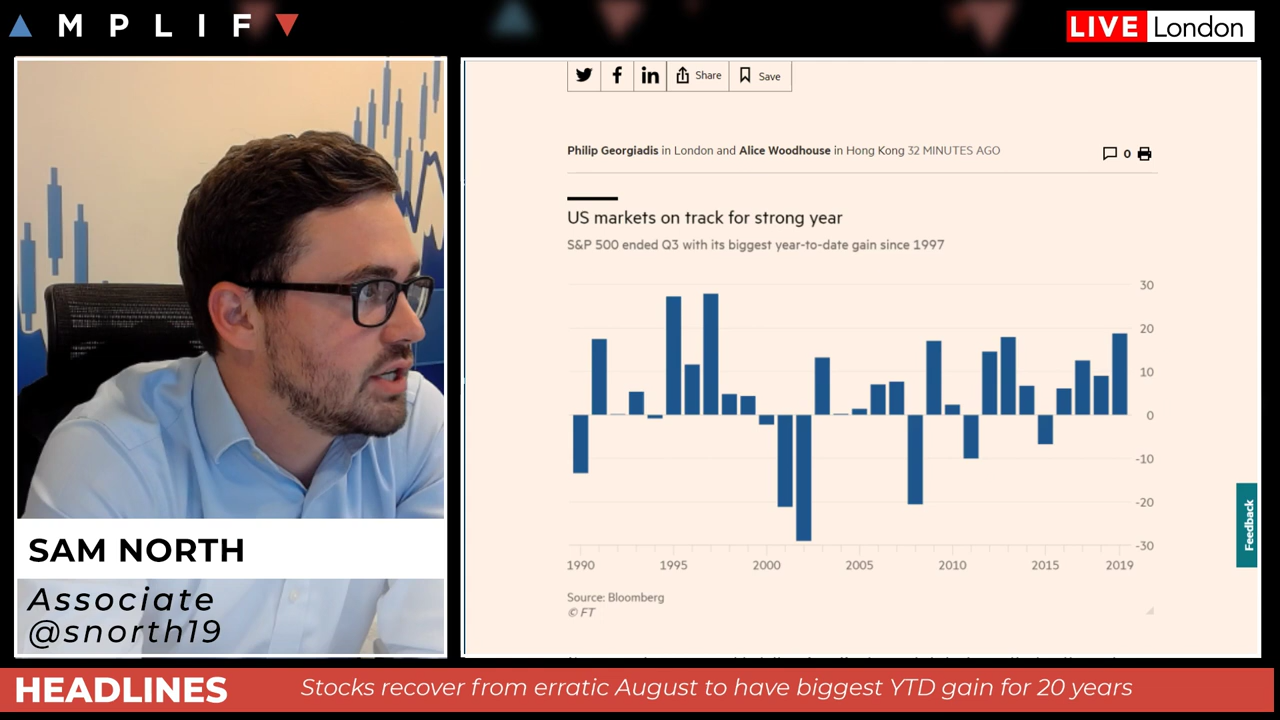 MPLIF
LIVE London
Share
Save
Philip Georgiadis in London and Alice Woodhouse in Hong Kong 32 MINUTES AGO
0
US markets on track for strong year
S&P 500 ended Q3 with its biggest year-to-date gain since 1997
30
20
10
0
-10
-20
-30
1990 1995 2000 2005 2010 2015 2019
Source: Bloomberg
© FT
Feedback
SAM NORTH
Associate
@snorth19
HEADLINES Stocks recover from erratic August to have biggest YTD gain for 20 years